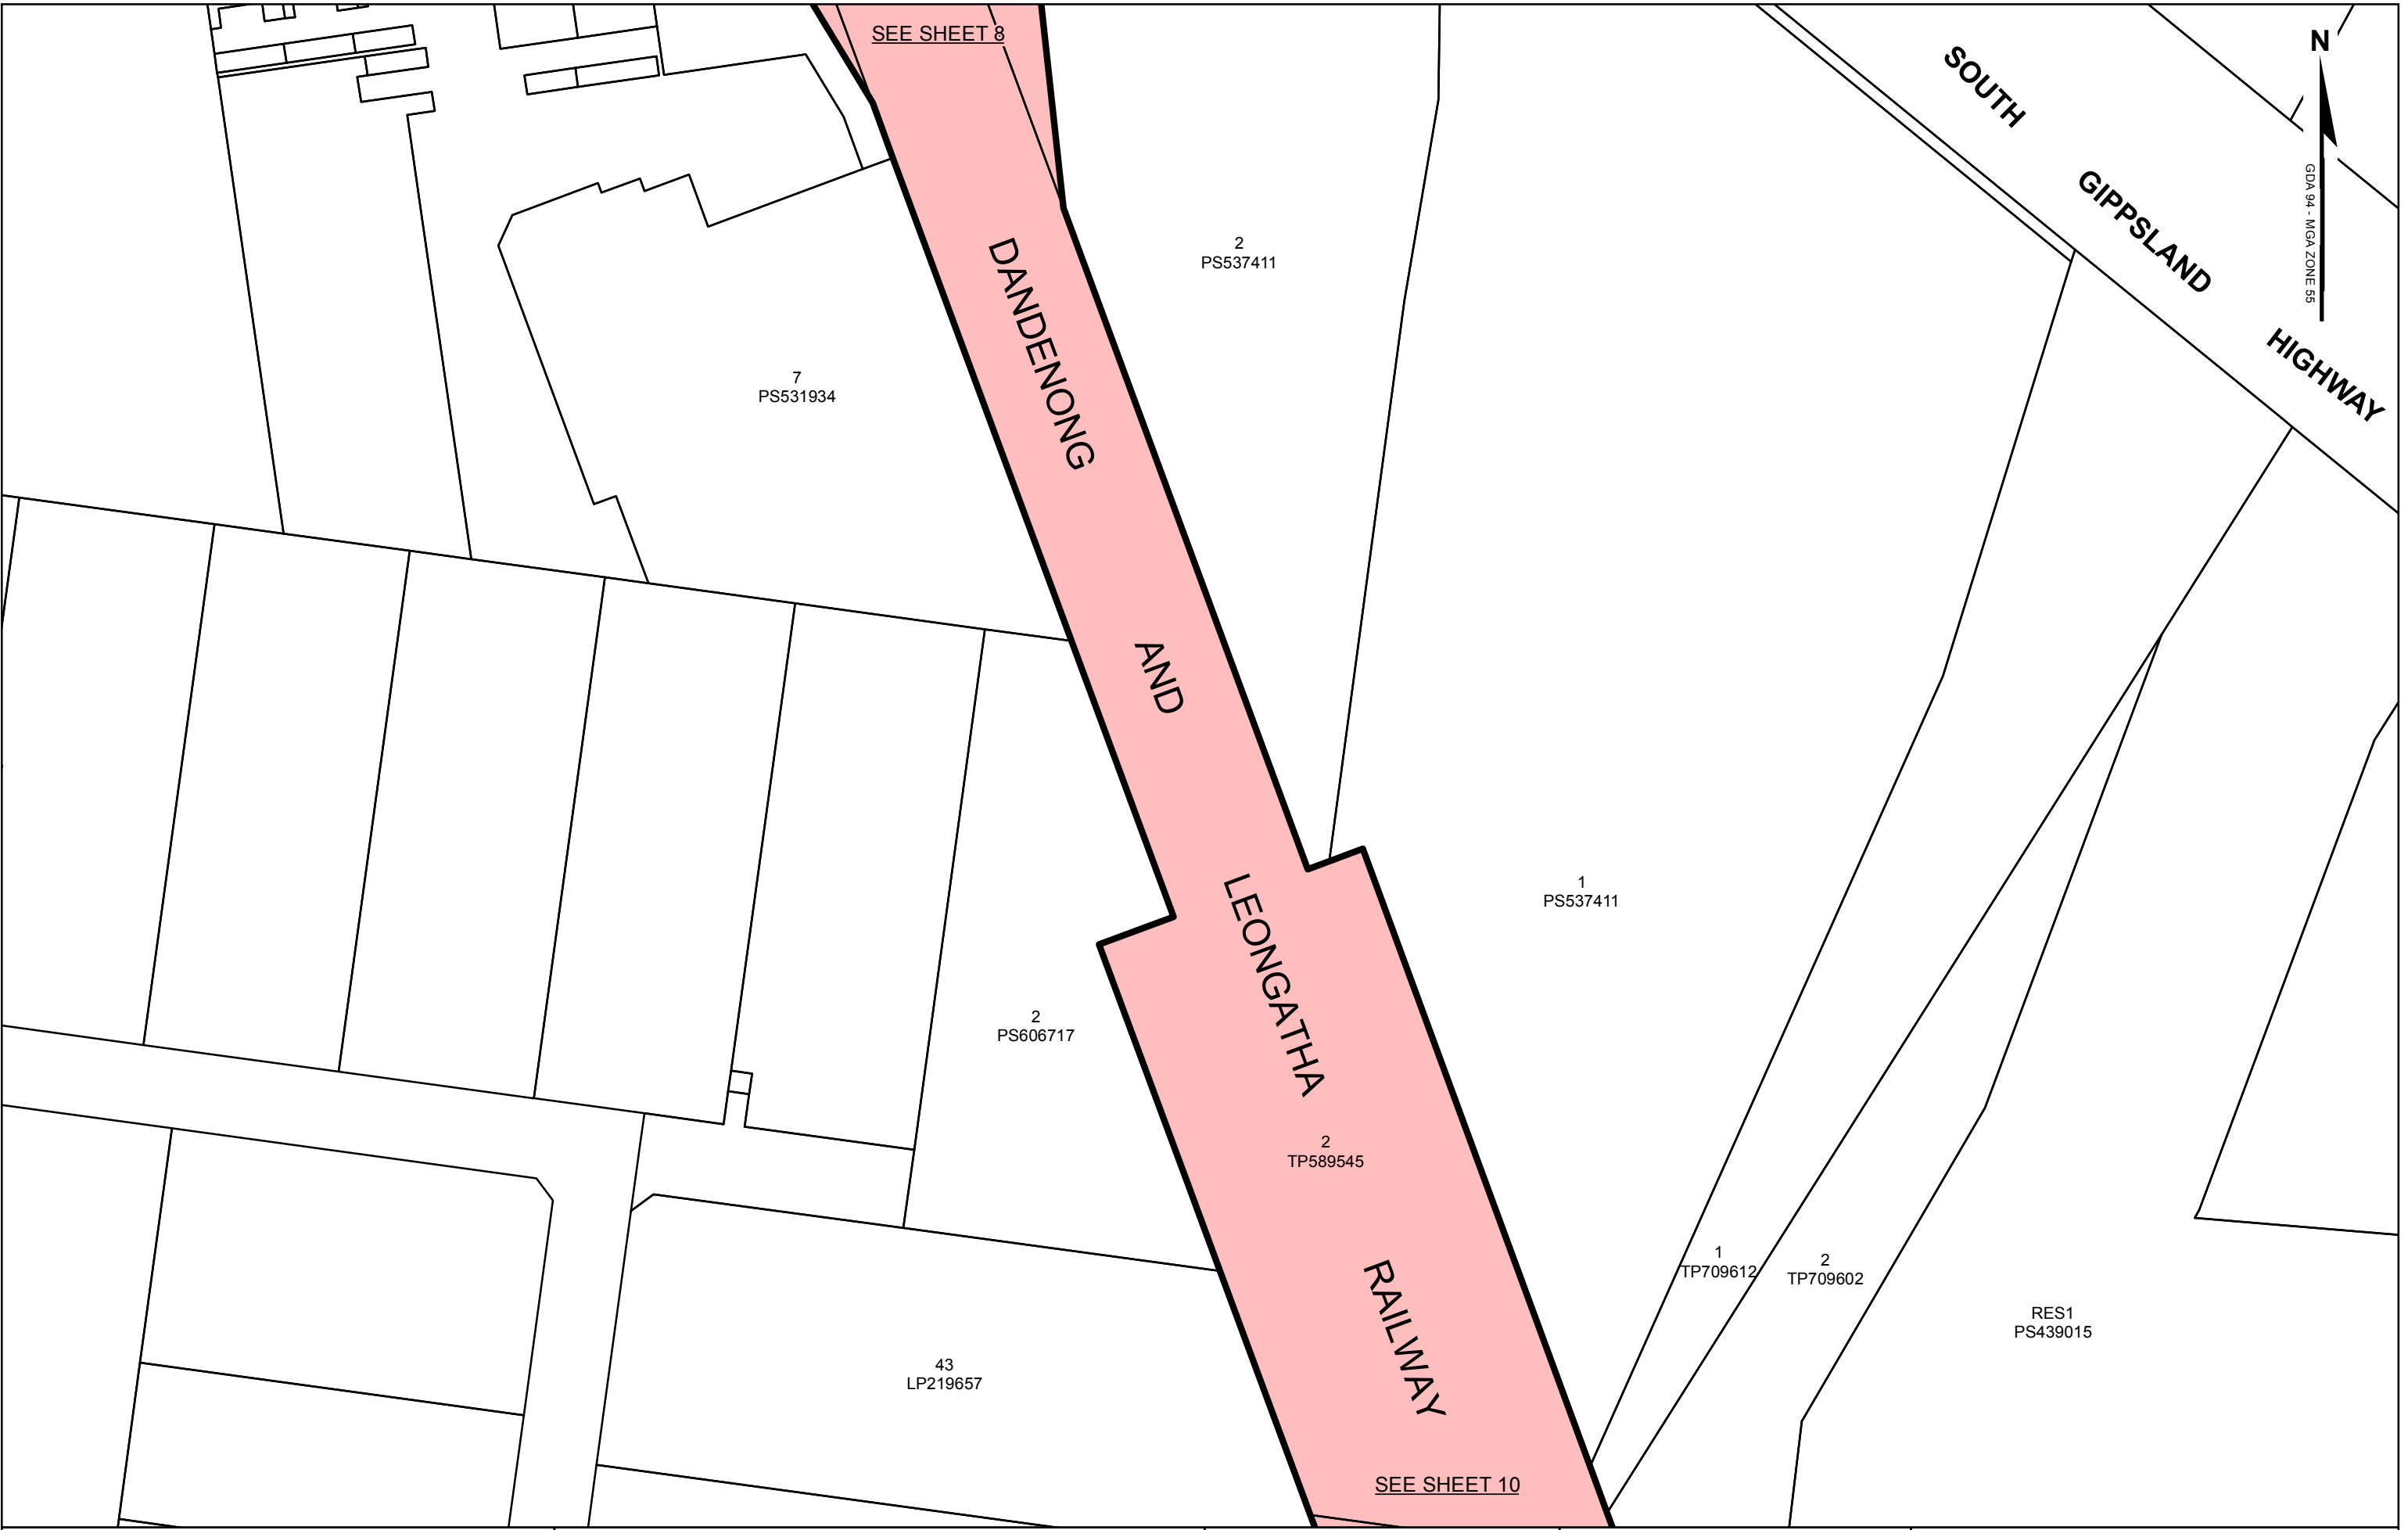 SEE SHEET 8
N
GDA 94 - MGA ZONE 55
SOUTH
GIPPSLAND
HIGHWAY
2
PS537411
7
PS531934
DANDENONG
AND
LEONGATHA
RAILWAY
1
PS537411
2
PS606717
2
TP589545
1
TP709612
2
TP709602
RES1
PS439015
43
LP219657
SEE SHEET 10